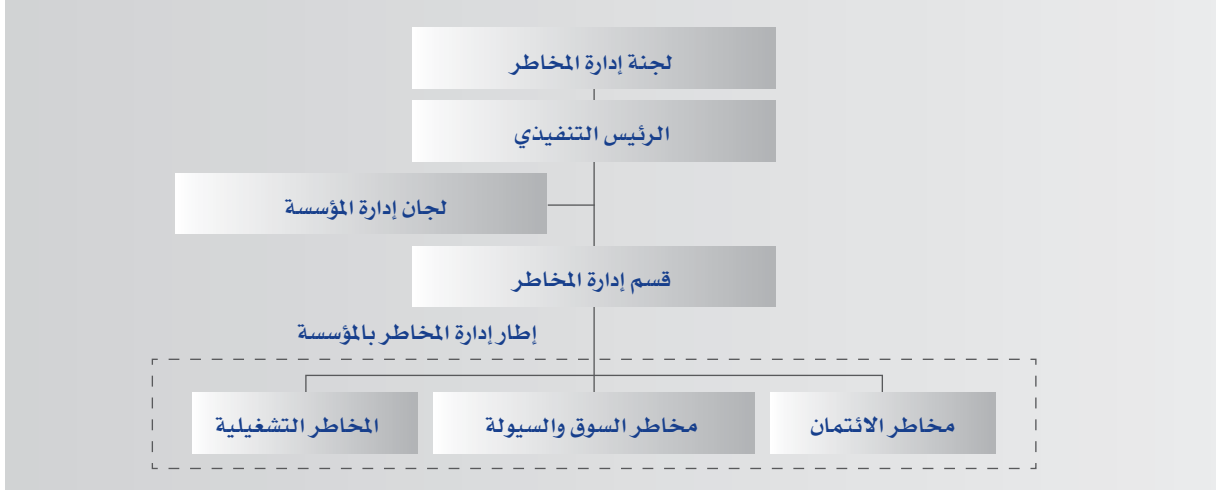 لجنة إدارة المخاطر
الرئيس التنفيذي
لجان إدارة المؤسسة
قسم إدارة المخاطر
إطار إدارة المخاطر بالمؤسسة
مخاطر الائتمان
مخاطر السوق والسيولة
المخاطر التشغيلية